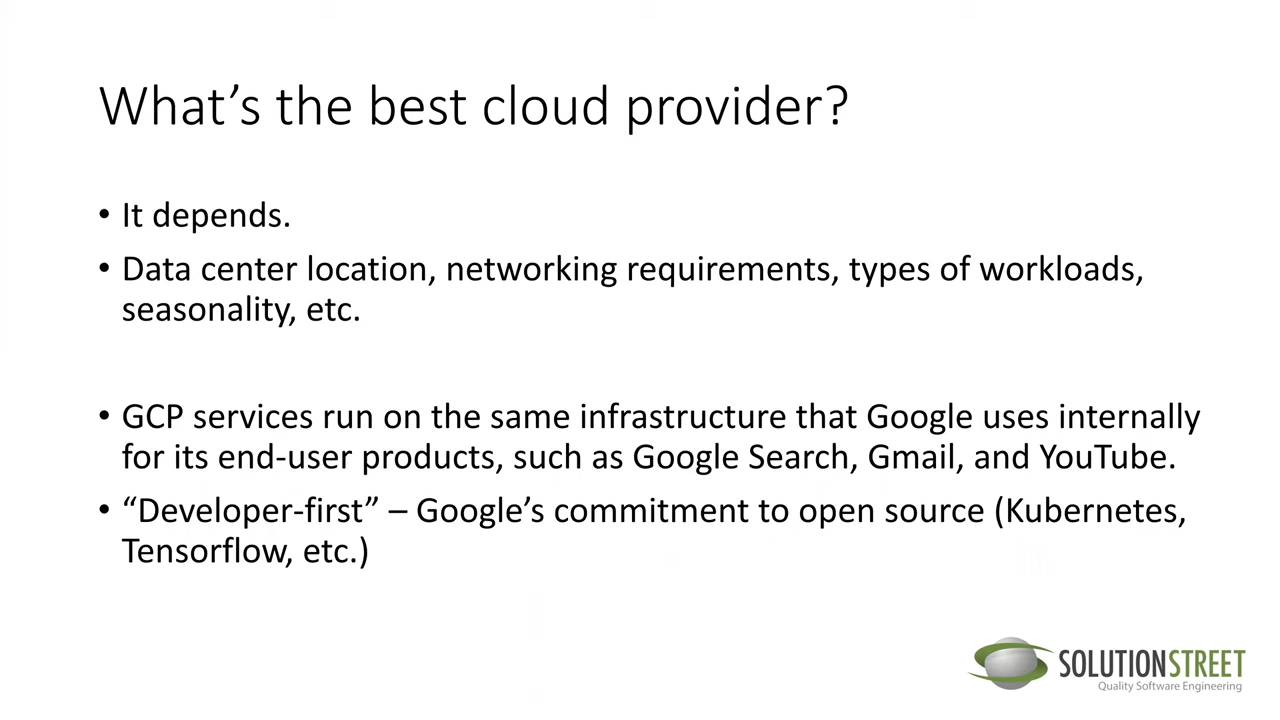 What’s the best cloud provider?
• It depends.
• Data center location, networking requirements, types of workloads,
seasonality, etc.
• GCP services run on the same infrastructure that Google uses internally
for its end-user products, such as Google Search, Gmail, and YouTube.
• “Developer-first” – Google’s commitment to open source (Kubernetes,
Tensorflow, etc.)
SOLUTIONSTREET
Quality Software Engineering